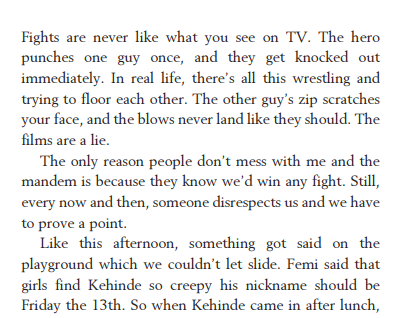 Fights are never like what you see on TV. The hero
punches one guy once, and they get knocked out
immediately. In real life, there's all this wrestling and
trying to floor each other. The other guy's zip scratches
your face, and the blows never land like they should. The
films are a lie.
The only reason people don't mess with me and the
mandem is because they know we'd win any fight. Still,
every now and then, someone disrespects us and we have
to prove a point.
Like this afternoon, something got said on the
playground which we couldn't let slide. Femi said that
girls find Kehinde so creepy his nickname should be
Friday the 13th. So when Kehinde came in after lunch,